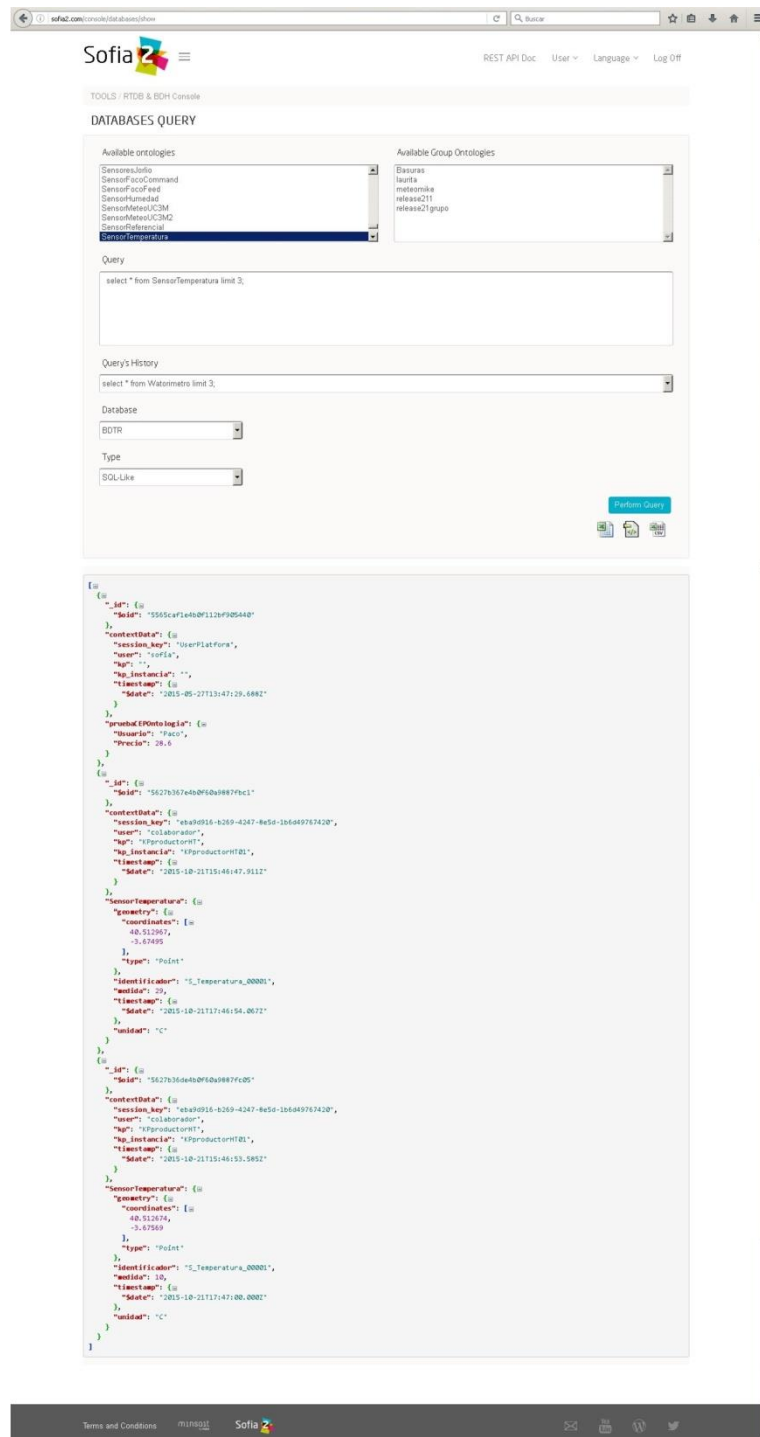 sofia2.com/console/databases/show
Buscar
Sofia2
REST API Doc User Language Log Off
TOOLS / RTDB & BDH Console
DATABASES QUERY
Available ontologies
Available Group Ontologies
SensoresJorlio
SensorFocoCommand
SensorFocoFeed
SensorHumedad
SensorMeteoUC3M
SensorMeteoUC3M2
SensorReferencial
SensorTemperatura
Basuras
laurita
meteomike
release211
release21grupo
Query
select * from SensorTemperatura limit 3;
Query's History
select * from Watorimetro limit 3;
Database
BDTR
Type
SQL-Like
Perform Query
[
{
"_id": {
"$oid": "5565caf1e4b0f112bf905440"
},
"contextData": {
"session_key": "UserPlatform",
"user": "sofia",
"kp": "",
"kp_instancia": "",
"timestamp": {
"$date": "2015-05-27T13:47:29.688Z"
}
},
"pruebaCEPOntologia": {
"Usuario": "Paco",
"Precio": 28.6
}
},
{
"_id": {
"$oid": "5627b367e4b0f60a9887fbc1"
},
"contextData": {
"session_key": "eba9d916-b269-4247-8e5d-1b6d49767420",
"user": "colaborador",
"kp": "KPproductorHT",
"kp_instancia": "KPproductorHT01",
"timestamp": {
"$date": "2015-10-21T15:46:47.911Z"
}
},
"SensorTemperatura": {
"geometry": {
"coordinates": [
40.512967,
-3.67495
],
"type": "Point"
},
"identificador": "S_Temperatura_00001",
"medida": 29,
"timestamp": {
"$date": "2015-10-21T17:46:54.067Z"
},
"unidad": "C"
}
},
{
"_id": {
"$oid": "5627b36de4b0f60a9887fc05"
},
"contextData": {
"session_key": "eba9d916-b269-4247-8e5d-1b6d49767420",
"user": "colaborador",
"kp": "KPproductorHT",
"kp_instancia": "KPproductorHT01",
"timestamp": {
"$date": "2015-10-21T15:46:53.585Z"
}
},
"SensorTemperatura": {
"geometry": {
"coordinates": [
40.512674,
-3.67569
],
"type": "Point"
},
"identificador": "S_Temperatura_00001",
"medida": 10,
"timestamp": {
"$date": "2015-10-21T17:47:00.000Z"
},
"unidad": "C"
}
}
]
Terms and Conditions minsait Sofia2